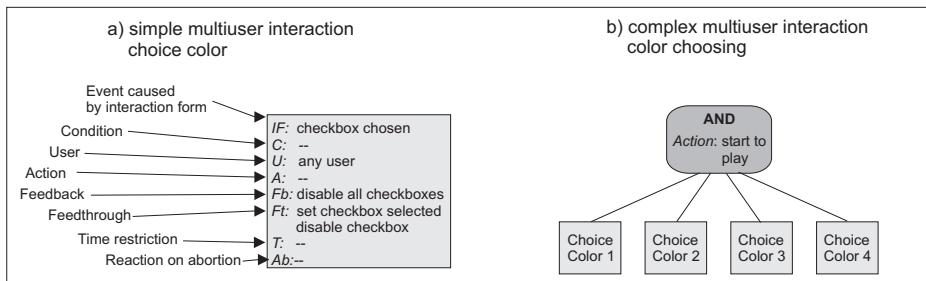 a) simple multiuser interaction
choice color
Event caused
by interaction form
Condition
User
Action
Feedback
Feedthrough
Time restriction
Reaction on abortion
IF: checkbox chosen
C: --
U: any user
A: --
Fb: disable all checkboxes
Ft: set checkbox selected
disable checkbox
T: --
Ab:--
b) complex multiuser interaction
color choosing
AND
Action: start to
play
Choice
Color 1
Choice
Color 2
Choice
Color 3
Choice
Color 4